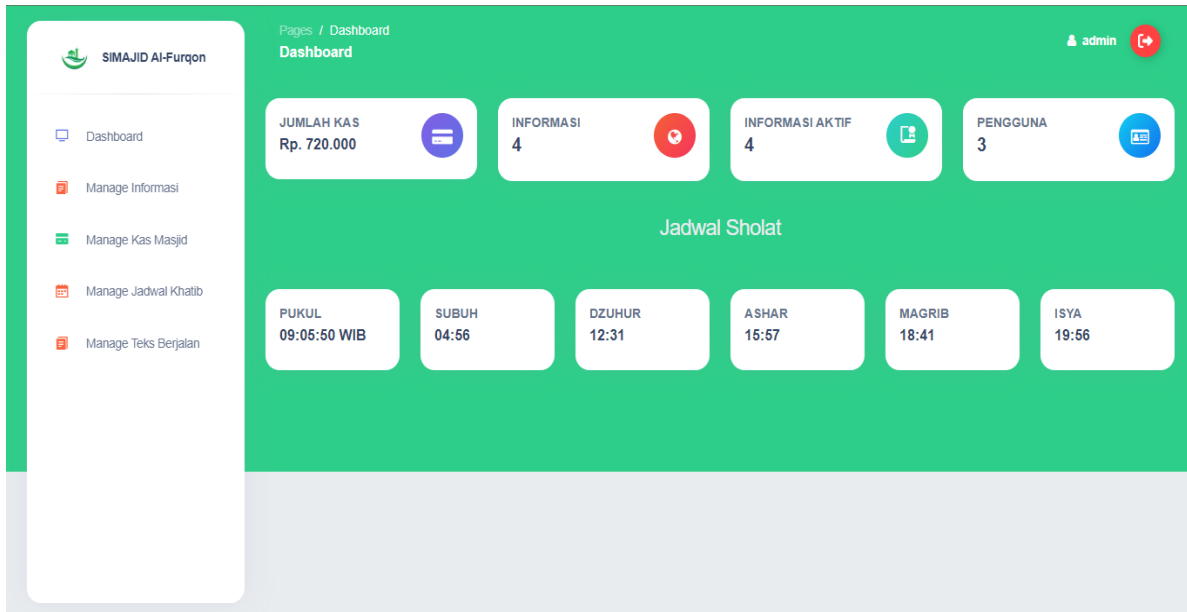 SIMAJID Al-Furqon
Dashboard
Manage Informasi
Manage Kas Masjid
Manage Jadwal Khatib
Manage Teks Berjalan
Pages / Dashboard
Dashboard
admin
JUMLAH KAS
Rp. 720.000
INFORMASI
4
INFORMASI AKTIF
4
PENGGUNA
3
Jadwal Sholat
PUKUL
09:05:50 WIB
SUBUH
04:56
DZUHUR
12:31
ASHAR
15:57
MAGRIB
18:41
ISYA
19:56